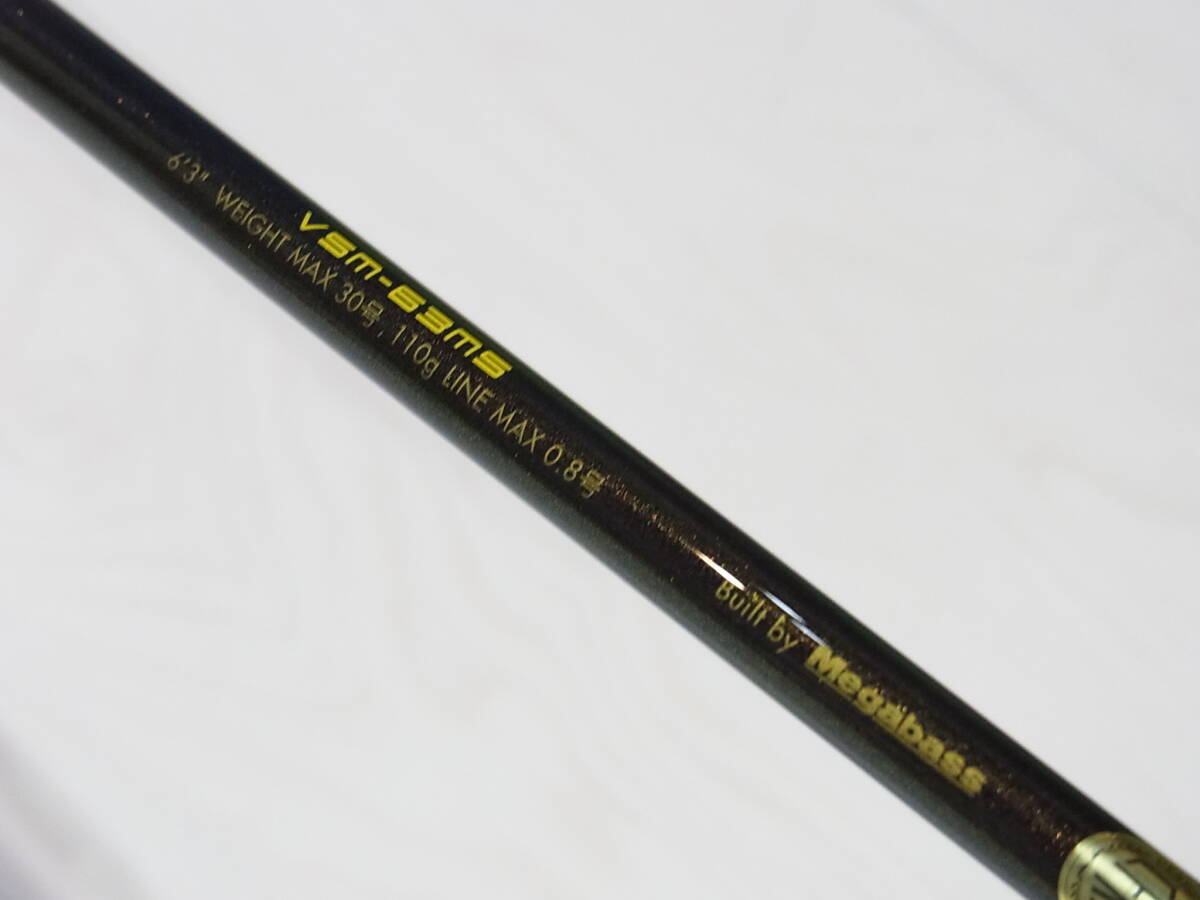 VSM-63MS
6'3" WEIGHT MAX 30号, 110g LINE MAX 0.8号
Built by Megabass